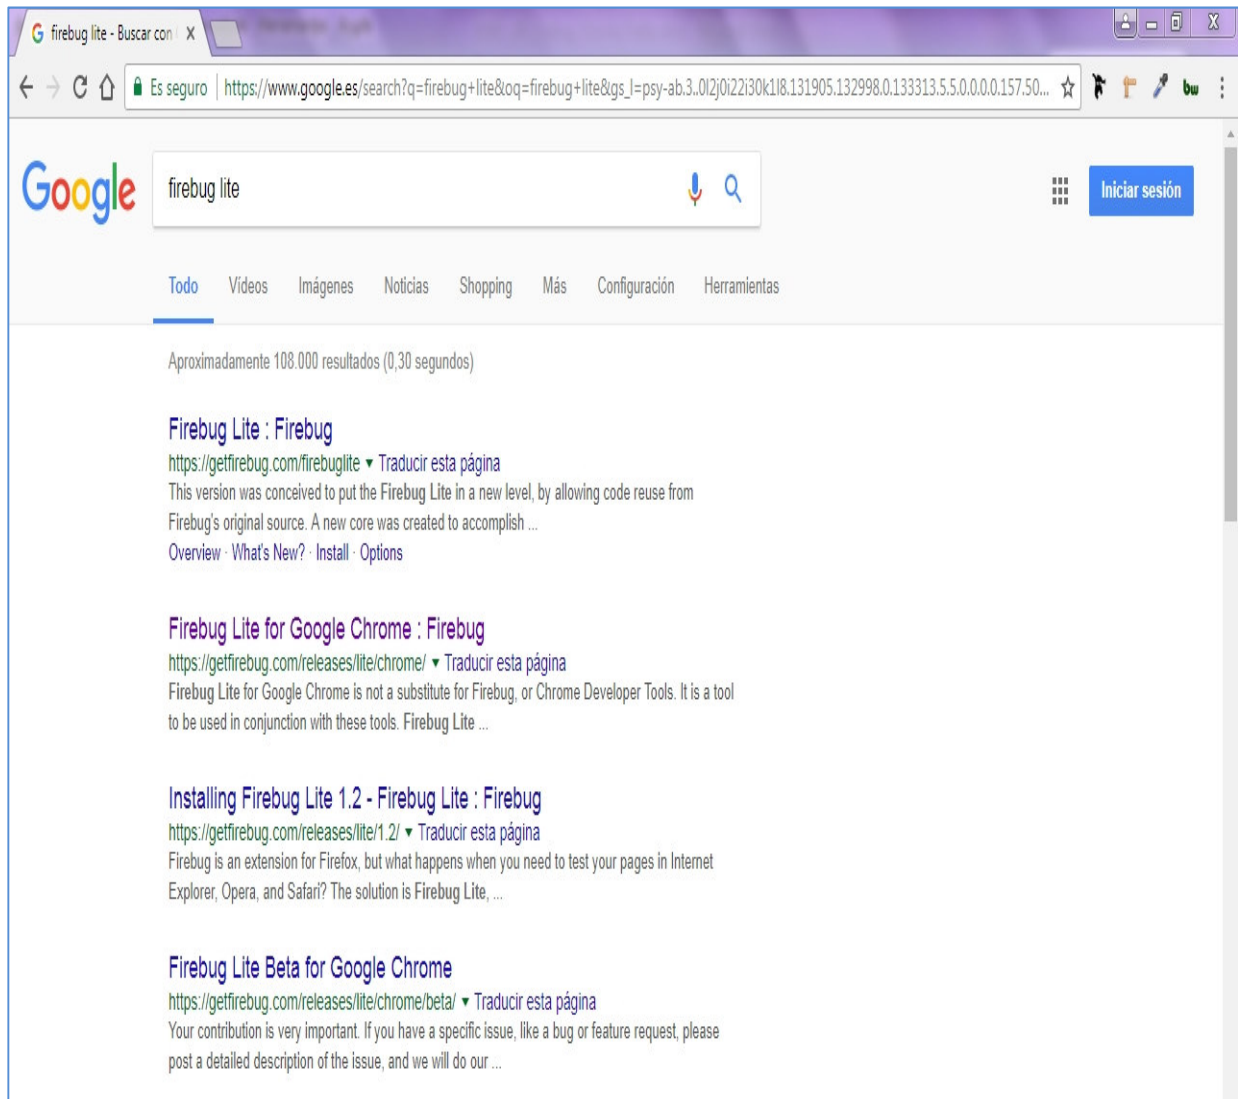 firebug lite - Buscar con
Es seguro https://www.google.es/search?q=firebug+lite&oq=firebug+lite&gs_l=psy-ab.3..0l2j0i22i30k1l8.131905.132998.0.133313.5.5.0.0.0.0.157.50...
bw
Google
firebug lite
Iniciar sesión
Todo Vídeos Imágenes Noticias Shopping Más Configuración Herramientas
Aproximadamente 108.000 resultados (0,30 segundos)
Firebug Lite : Firebug
https://getfirebug.com/firebuglite ▾ Traducir esta página
This version was conceived to put the Firebug Lite in a new level, by allowing code reuse from
Firebug's original source. A new core was created to accomplish ...
Overview · What's New? · Install · Options
Firebug Lite for Google Chrome : Firebug
https://getfirebug.com/releases/lite/chrome/ ▾ Traducir esta página
Firebug Lite for Google Chrome is not a substitute for Firebug, or Chrome Developer Tools. It is a tool
to be used in conjunction with these tools. Firebug Lite ...
Installing Firebug Lite 1.2 - Firebug Lite : Firebug
https://getfirebug.com/releases/lite/1.2/ ▾ Traducir esta página
Firebug is an extension for Firefox, but what happens when you need to test your pages in Internet
Explorer, Opera, and Safari? The solution is Firebug Lite, ...
Firebug Lite Beta for Google Chrome
https://getfirebug.com/releases/lite/chrome/beta/ ▾ Traducir esta página
Your contribution is very important. If you have a specific issue, like a bug or feature request, please
post a detailed description of the issue, and we will do our ...